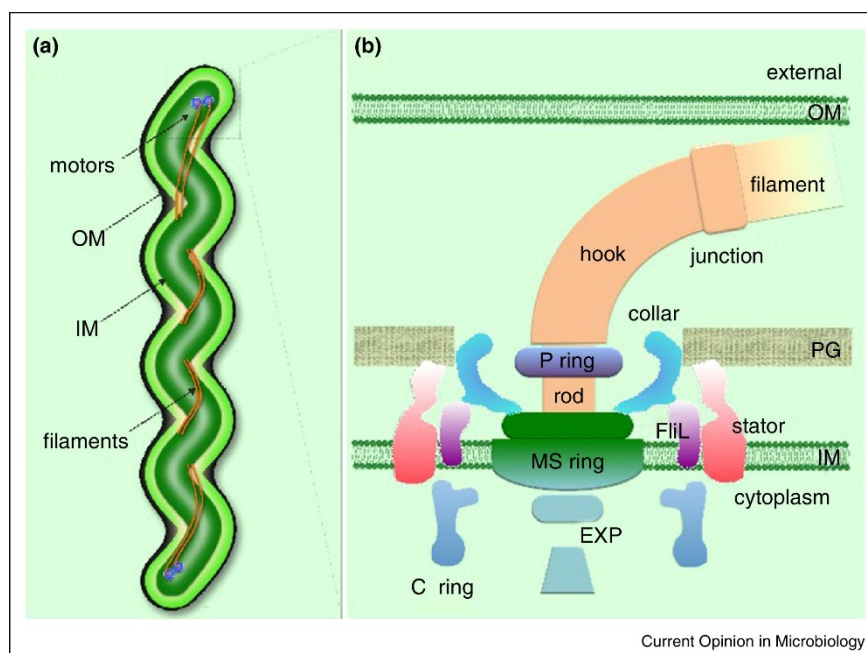 (a)
motors
OM
IM
filaments
(b)
external
OM
filament
hook
junction
collar
PG
P ring
rod
FliL
stator
MS ring
IM
cytoplasm
EXP
C ring
Current Opinion in Microbiology